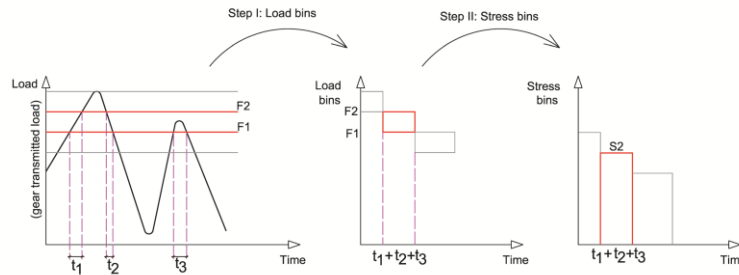 Step I: Load bins
Step II: Stress bins
Load
(gear transmitted load)
F2
F1
t1
t2
t3
Time
Load
bins
F2
F1
t1+t2+t3
Time
Stress
bins
S2
t1+t2+t3
Time